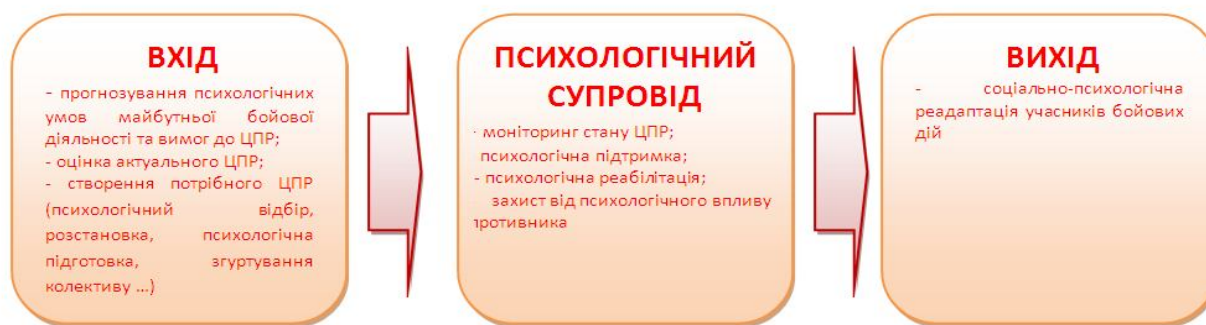 ВХІД
- прогнозування психологічних
умов майбутньої бойової
діяльності та вимог до ЦПР;
- оцінка актуального ЦПР;
- створення потрібного ЦПР
(психологічний відбір,
розстановка, психологічна
підготовка, згуртування
колективу ...)
ПСИХОЛОГІЧНИЙ
СУПРОВІД
- моніторинг стану ЦПР;
психологічна підтримка;
- психологічна реабілітація;
захист від психологічного впливу
противника
ВИХІД
- соціально-психологічна
реадаптація учасників бойових
дій